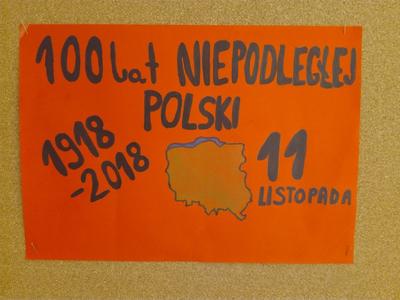 100 lat NIEPODLEGŁEJ
POLSKI
1918
-2018
11
LISTOPADA